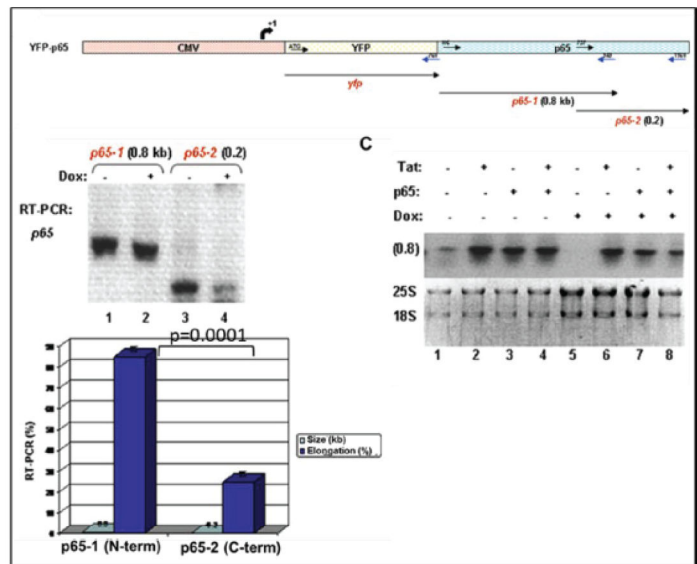 +1
YFP-p65
CMV
ATG
YFP
p65
yfp
p65-1 (0.8 kb)
p65-2 (0.2)
p65-1 (0.8 kb) p65-2 (0.2)
Dox: - + - +
RT-PCR:
p65
1 2 3 4
p=0.0001
RT-PCR (%)
Size (kb)
Elongation (%)
p65-1 (N-term) p65-2 (C-term)
C
Tat: - + - + - + - +
p65: - - + + - - + +
Dox: - - - - + + + +
(0.8)
25S
18S
1 2 3 4 5 6 7 8